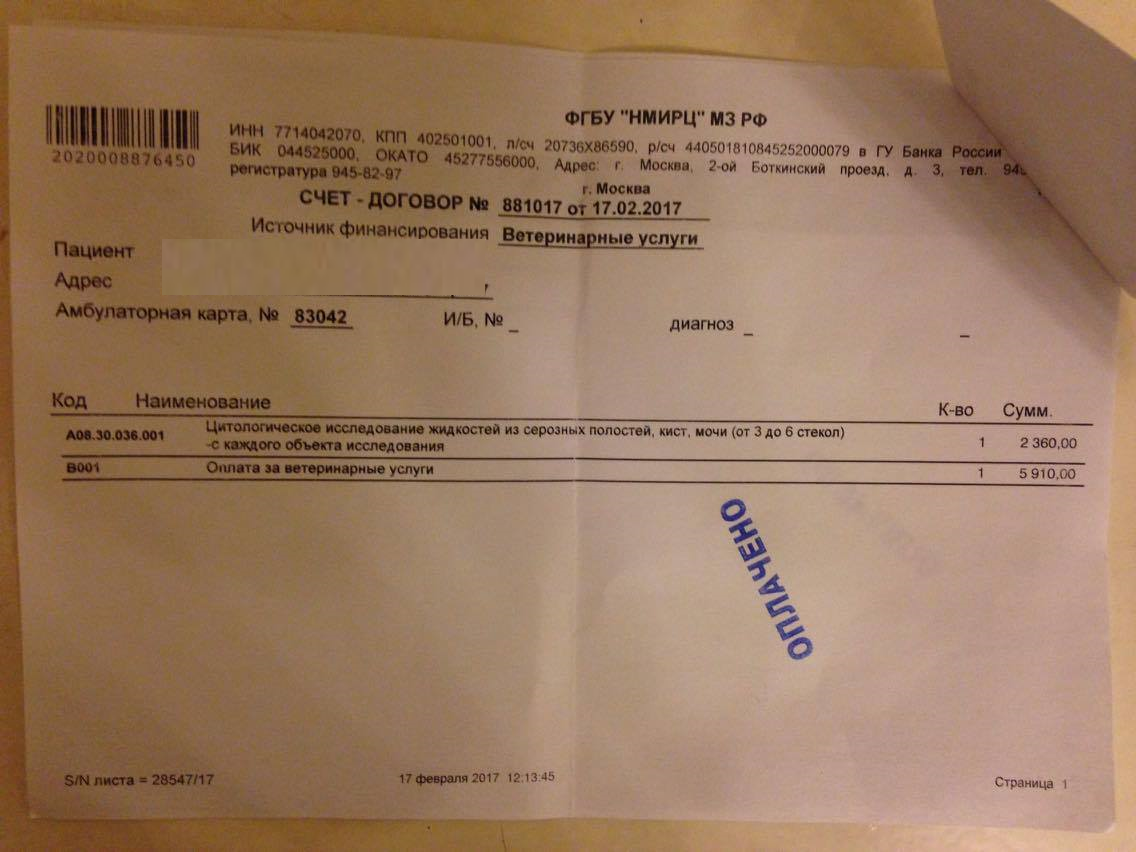 ФГБУ "НМИРЦ" МЗ РФ
2020008876450
ИНН 7714042070, КПП 402501001, л/сч 20736X86590, р/сч 440501810845252000079 в ГУ Банка России
БИК 044525000, ОКАТО 45277556000, Адрес: г. Москва, 2-ой Боткинский проезд, д. 3, тел.
регистратура 945-82-97
г. Москва
СЧЕТ - ДОГОВОР № 881017 от 17.02.2017
Источник финансирования Ветеринарные услуги
Пациент
Адрес
Амбулаторная карта, № 83042 И/Б, № _ диагноз _ _
Код Наименование К-во Сумм.
A08.30.036.001 Цитологическое исследование жидкостей из серозных полостей, кист, мочи (от 3 до 6 стекол)
-с каждого объекта исследования 1 2 360,00
B001 Оплата за ветеринарные услуги 1 5 910,00
ОПЛАЧЕНО
S/N листа = 28547/17 17 февраля 2017 12:13:45 Страница 1